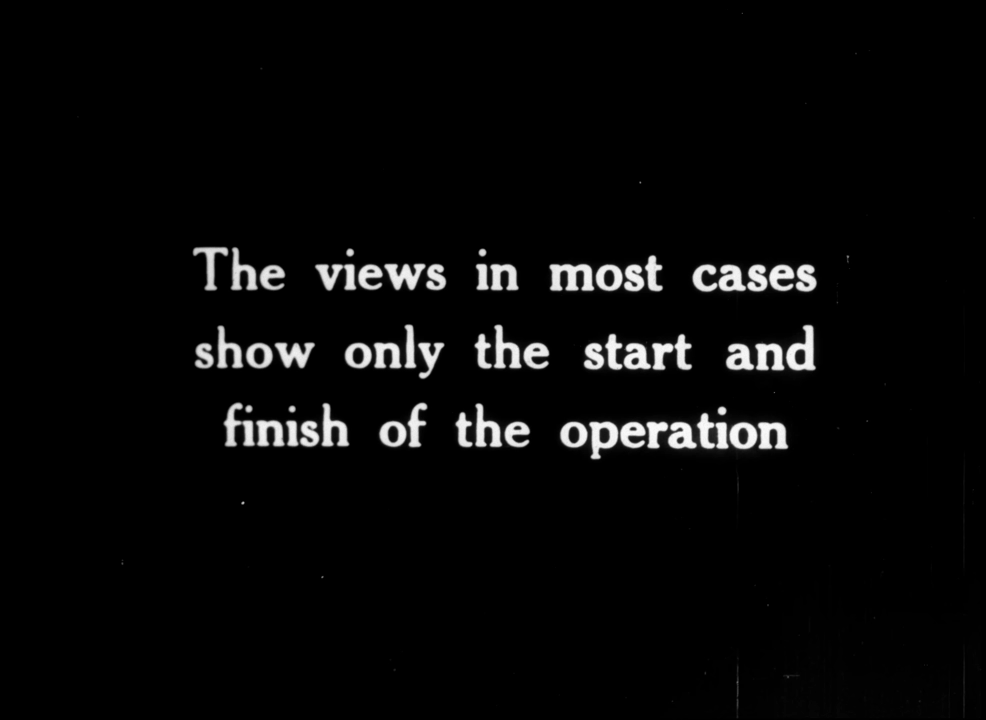 The views in most cases
show only the start and
finish of the operation